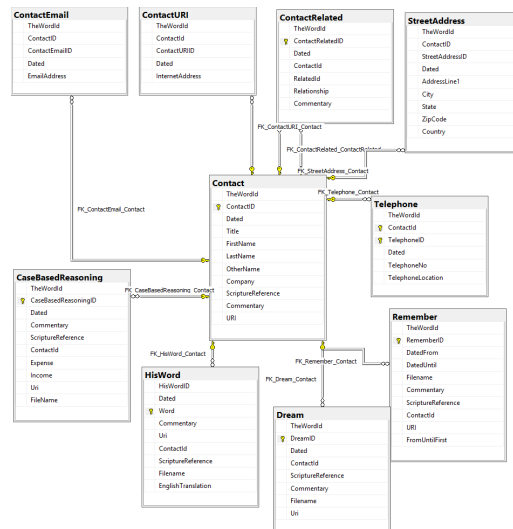 ContactEmail
TheWordId
ContactID
ContactEmailID
Dated
EmailAddress
ContactURI
TheWordId
ContactId
ContactURIID
Dated
InternetAddress
ContactRelated
TheWordId
ContactRelatedID
Dated
ContactId
RelatedId
Relationship
Commentary
StreetAddress
TheWordId
ContactID
StreetAddressID
Dated
AddressLine1
City
State
ZipCode
Country
FK_ContactURI_Contact
FK_ContactRelated_ContactRelated
FK_StreetAddress_Contact
FK_Telephone_Contact
FK_ContactEmail_Contact
Contact
TheWordId
ContactID
Dated
Title
FirstName
LastName
OtherName
Company
ScriptureReference
Commentary
URI
Telephone
TheWordId
ContactId
TelephoneID
Dated
TelephoneNo
TelephoneLocation
CaseBasedReasoning
TheWordId
CaseBasedReasoningID
Dated
Commentary
ScriptureReference
ContactId
Expense
Income
Uri
FileName
FK_CaseBasedReasoning_Contact
FK_HisWord_Contact
FK_Remember_Contact
FK_Dream_Contact
Remember
TheWordId
RememberID
DatedFrom
DatedUntil
Filename
Commentary
ScriptureReference
ContactId
URI
FromUntilFirst
HisWord
HisWordID
Dated
Word
Commentary
Uri
ContactId
ScriptureReference
Filename
EnglishTranslation
Dream
TheWordId
DreamID
Dated
ContactId
ScriptureReference
Commentary
Filename
Uri